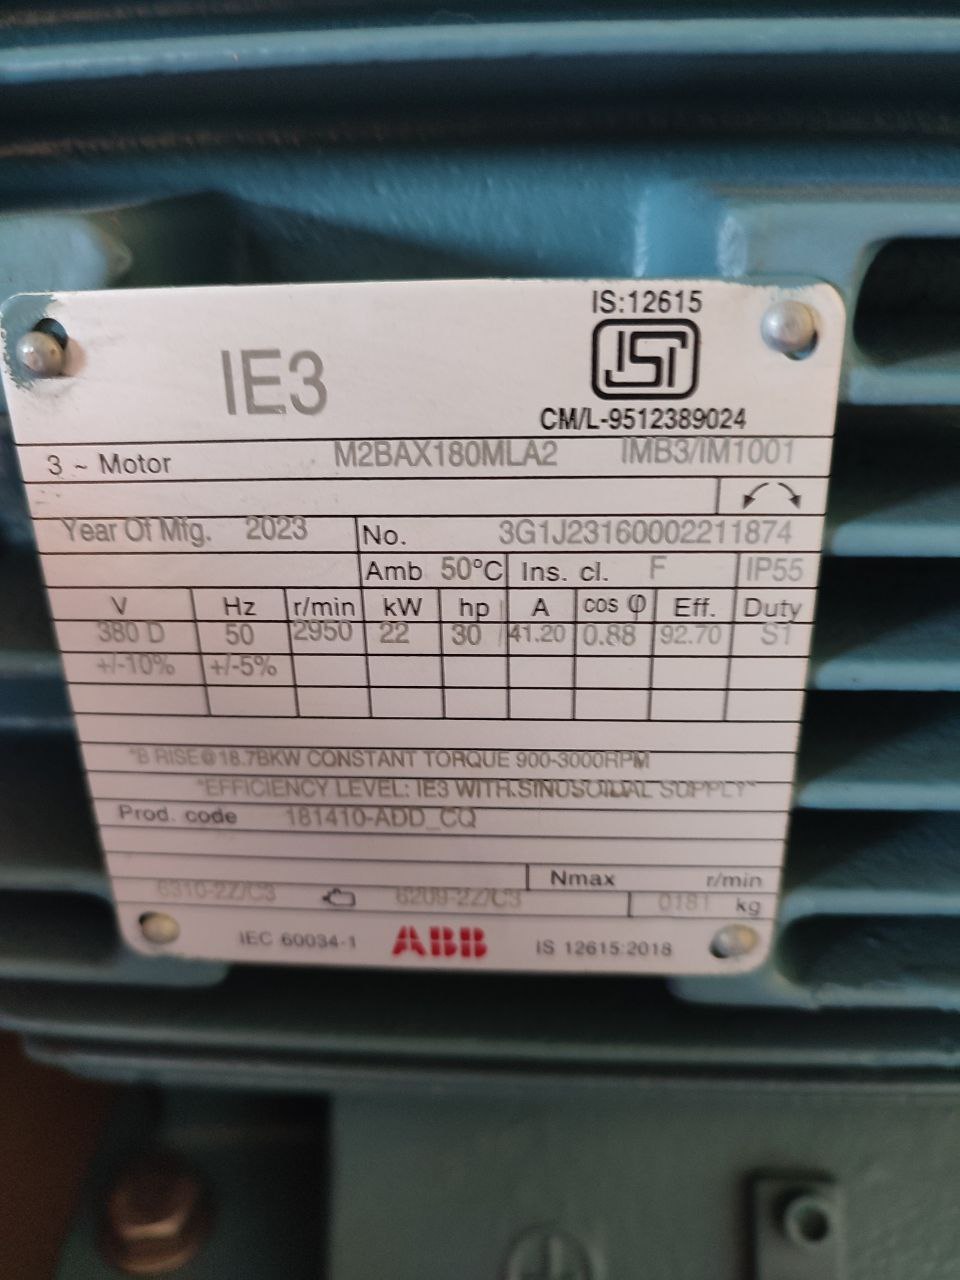 IS:12615
ISI
IE3
CM/L-9512389024
3 ~ Motor M2BAX180MLA2 IMB3/IM1001
Year Of Mfg. 2023 No. 3G1J23160002211874
Amb 50°C Ins. cl. F IP55
V Hz r/min kW hp A cos φ Eff. Duty
380 D 50 2950 22 30 41.20 0.88 92.70 S1
+/-10% +/-5%
"B RISE@18.7BKW CONSTANT TORQUE 900-3000RPM
"EFFICIENCY LEVEL: IE3 WITH.SINUSOIDAL SUPPLY"
Prod. code 181410-ADD_CQ
Nmax r/min
6310-2Z/C3 6209-2Z/C3 0181 kg
IEC 60034-1 ABB IS 12615:2018